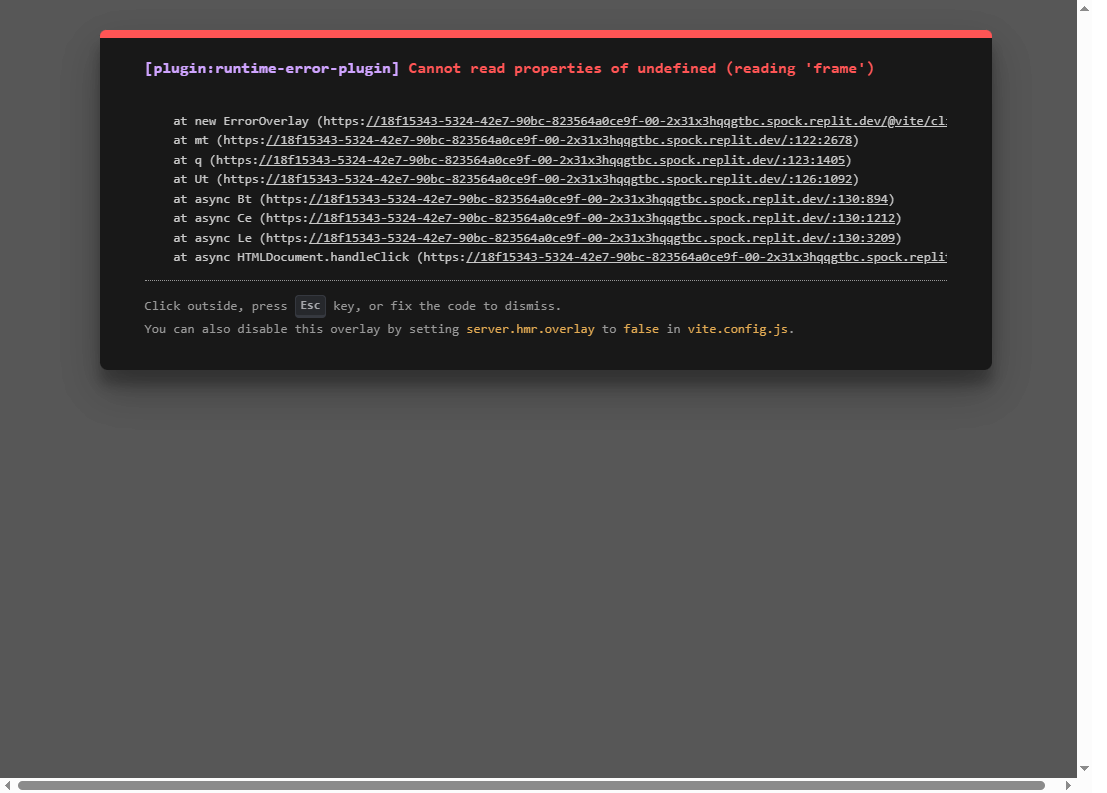 [plugin:runtime-error-plugin] Cannot read properties of undefined (reading 'frame')
at new ErrorOverlay (https://18f15343-5324-42e7-90bc-823564a0ce9f-00-2x31x3hqqgtbc.spock.replit.dev/@vite/cli
at mt (https://18f15343-5324-42e7-90bc-823564a0ce9f-00-2x31x3hqqgtbc.spock.replit.dev/:122:2678)
at q (https://18f15343-5324-42e7-90bc-823564a0ce9f-00-2x31x3hqqgtbc.spock.replit.dev/:123:1405)
at Ut (https://18f15343-5324-42e7-90bc-823564a0ce9f-00-2x31x3hqqgtbc.spock.replit.dev/:126:1092)
at async Bt (https://18f15343-5324-42e7-90bc-823564a0ce9f-00-2x31x3hqqgtbc.spock.replit.dev/:130:894)
at async Ce (https://18f15343-5324-42e7-90bc-823564a0ce9f-00-2x31x3hqqgtbc.spock.replit.dev/:130:1212)
at async Le (https://18f15343-5324-42e7-90bc-823564a0ce9f-00-2x31x3hqqgtbc.spock.replit.dev/:130:3209)
at async HTMLDocument.handleClick (https://18f15343-5324-42e7-90bc-823564a0ce9f-00-2x31x3hqqgtbc.spock.repli
Click outside, press Esc key, or fix the code to dismiss.
You can also disable this overlay by setting server.hmr.overlay to false in vite.config.js.